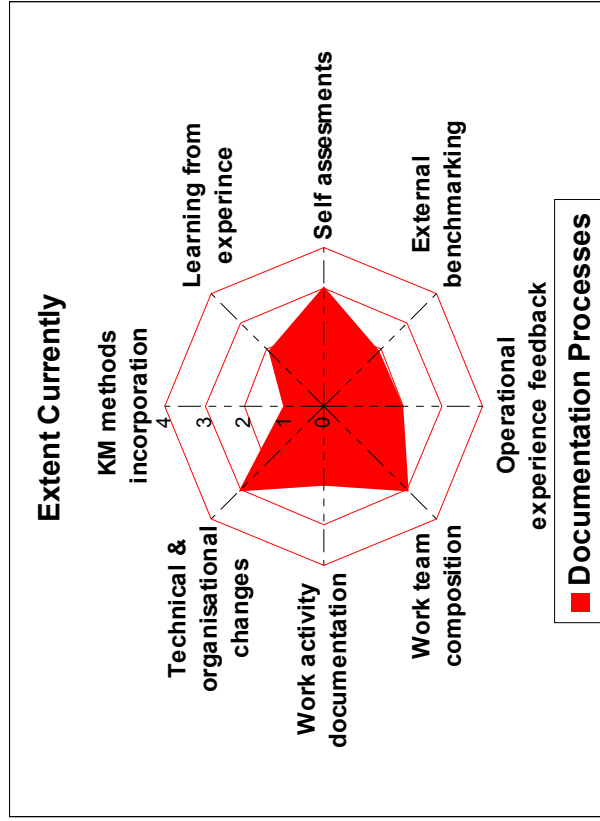 Extent Currently
KM methods
incorporation
Learning from
experince
Self assesments
External
benchmarking
Operational
experience feedback
Work team
composition
Work activity
documentation
Technical &
organisational
changes
4
3
2
1
0
Documentation Processes